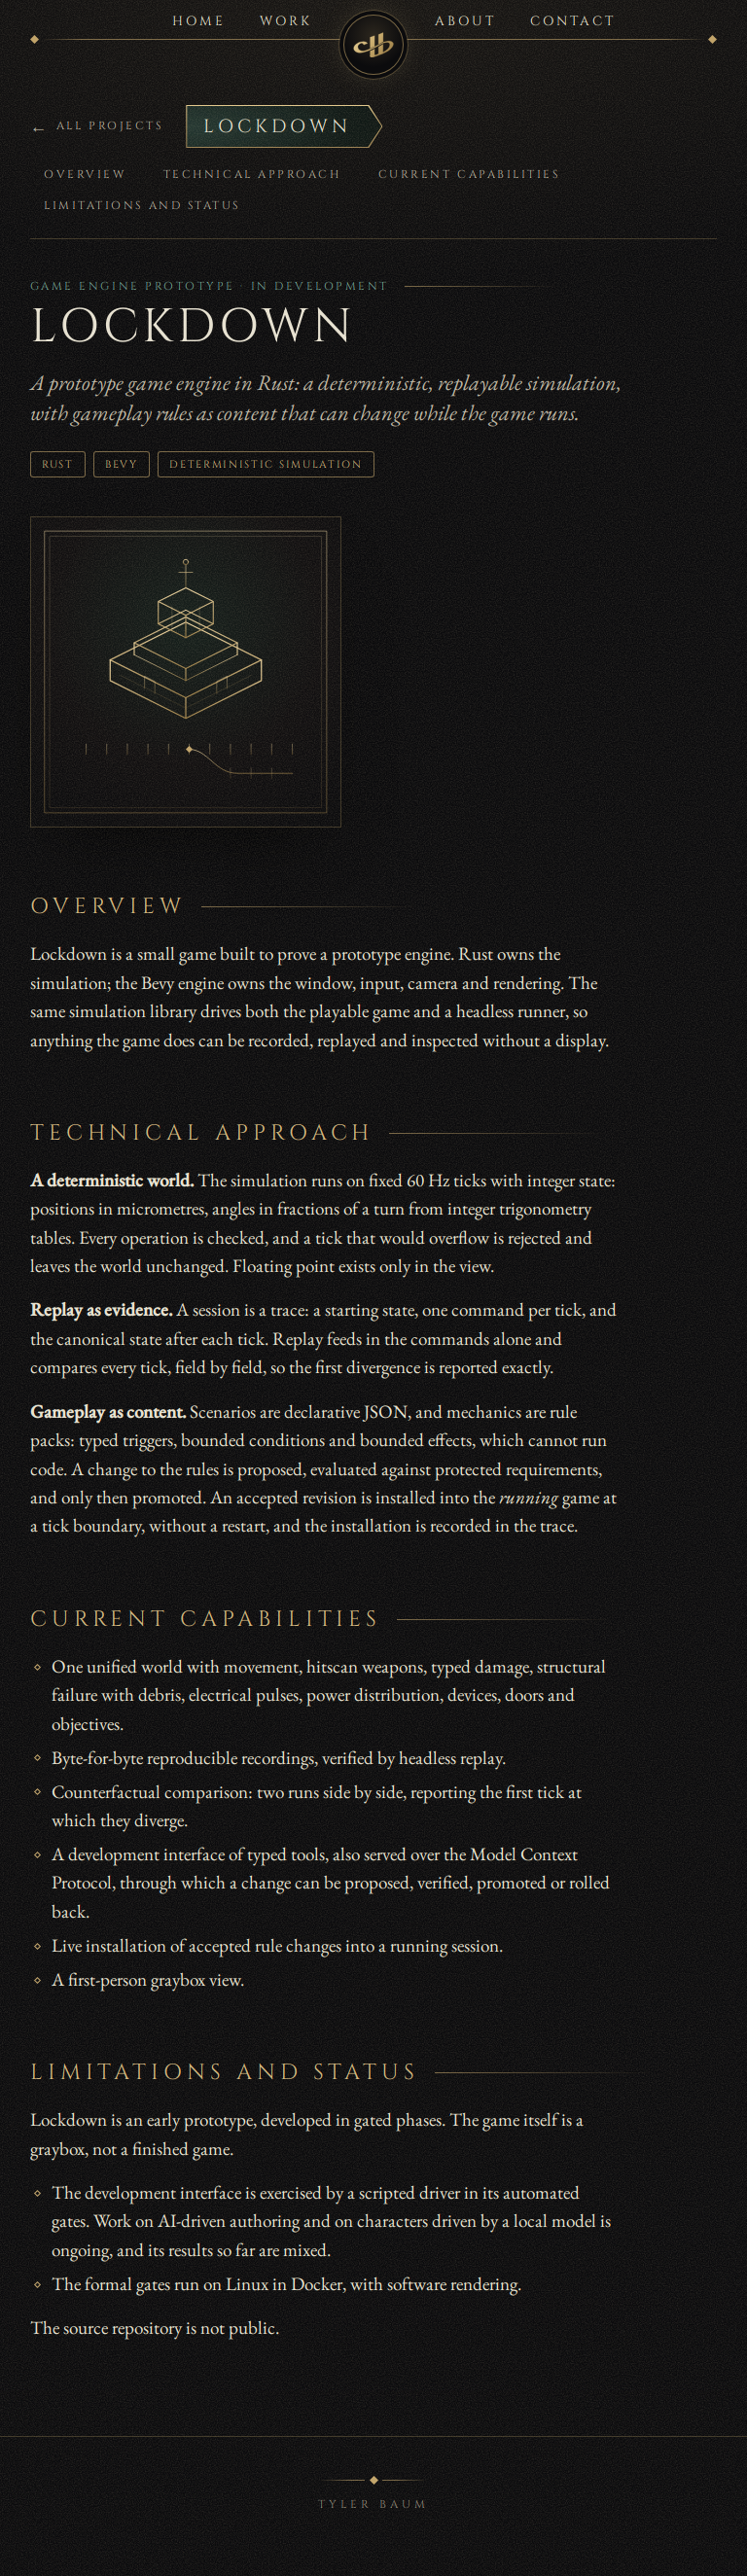 HOME WORK ABOUT CONTACT
← ALL PROJECTS LOCKDOWN
OVERVIEW TECHNICAL APPROACH CURRENT CAPABILITIES
LIMITATIONS AND STATUS
GAME ENGINE PROTOTYPE · IN DEVELOPMENT
LOCKDOWN
A prototype game engine in Rust: a deterministic, replayable simulation,
with gameplay rules as content that can change while the game runs.
RUST BEVY DETERMINISTIC SIMULATION
OVERVIEW
Lockdown is a small game built to prove a prototype engine. Rust owns the
simulation; the Bevy engine owns the window, input, camera and rendering. The
same simulation library drives both the playable game and a headless runner, so
anything the game does can be recorded, replayed and inspected without a display.
TECHNICAL APPROACH
A deterministic world. The simulation runs on fixed 60 Hz ticks with integer state:
positions in micrometres, angles in fractions of a turn from integer trigonometry
tables. Every operation is checked, and a tick that would overflow is rejected and
leaves the world unchanged. Floating point exists only in the view.
Replay as evidence. A session is a trace: a starting state, one command per tick, and
the canonical state after each tick. Replay feeds in the commands alone and
compares every tick, field by field, so the first divergence is reported exactly.
Gameplay as content. Scenarios are declarative JSON, and mechanics are rule
packs: typed triggers, bounded conditions and bounded effects, which cannot run
code. A change to the rules is proposed, evaluated against protected requirements,
and only then promoted. An accepted revision is installed into the running game at
a tick boundary, without a restart, and the installation is recorded in the trace.
CURRENT CAPABILITIES
One unified world with movement, hitscan weapons, typed damage, structural
failure with debris, electrical pulses, power distribution, devices, doors and
objectives.
Byte-for-byte reproducible recordings, verified by headless replay.
Counterfactual comparison: two runs side by side, reporting the first tick at
which they diverge.
A development interface of typed tools, also served over the Model Context
Protocol, through which a change can be proposed, verified, promoted or rolled
back.
Live installation of accepted rule changes into a running session.
A first-person graybox view.
LIMITATIONS AND STATUS
Lockdown is an early prototype, developed in gated phases. The game itself is a
graybox, not a finished game.
The development interface is exercised by a scripted driver in its automated
gates. Work on AI-driven authoring and on characters driven by a local model is
ongoing, and its results so far are mixed.
The formal gates run on Linux in Docker, with software rendering.
The source repository is not public.
TYLER BAUM